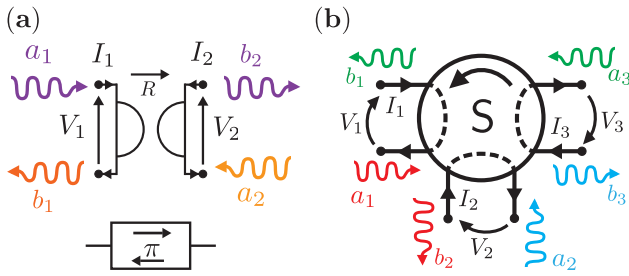 (a)
a1 I1 R I2 b2
V1 V2
b1 a2
π
(b)
b1 a3
I1 S I3
V1 V3
a1 I2 b3
b2 V2 a2